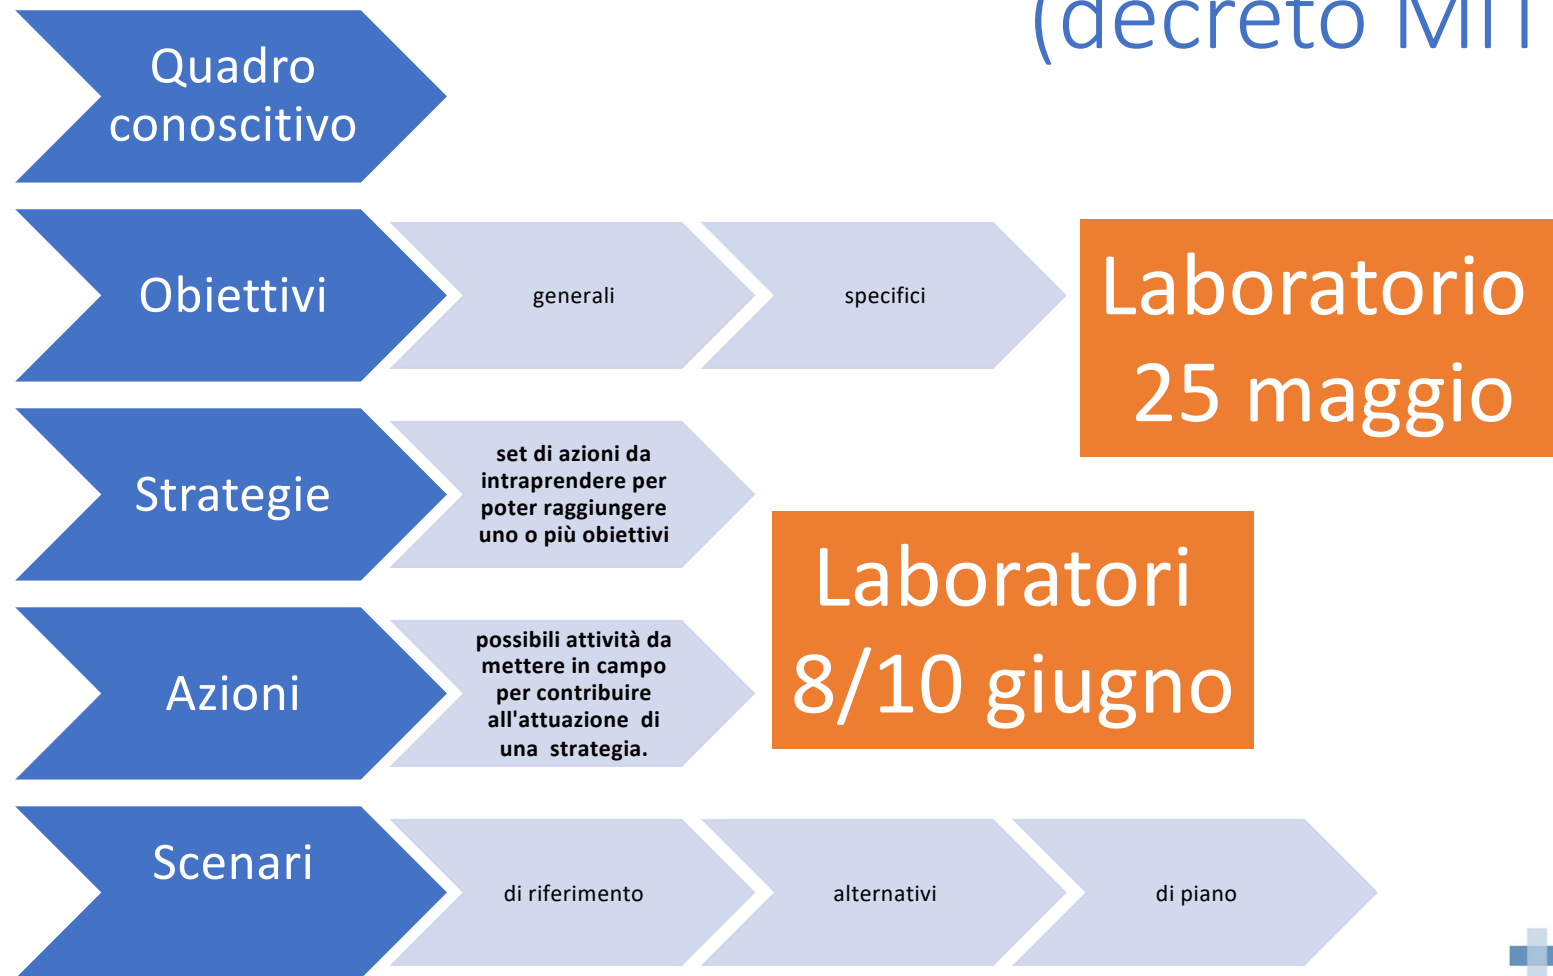 (decreto MIT
Quadro
conoscitivo
Obiettivi
generali
specifici
Laboratorio
25 maggio
Strategie
set di azioni da
intraprendere per
poter raggiungere
uno o più obiettivi
Laboratori
8/10 giugno
Azioni
possibili attività da
mettere in campo
per contribuire
all'attuazione di
una strategia.
Scenari
di riferimento
alternativi
di piano